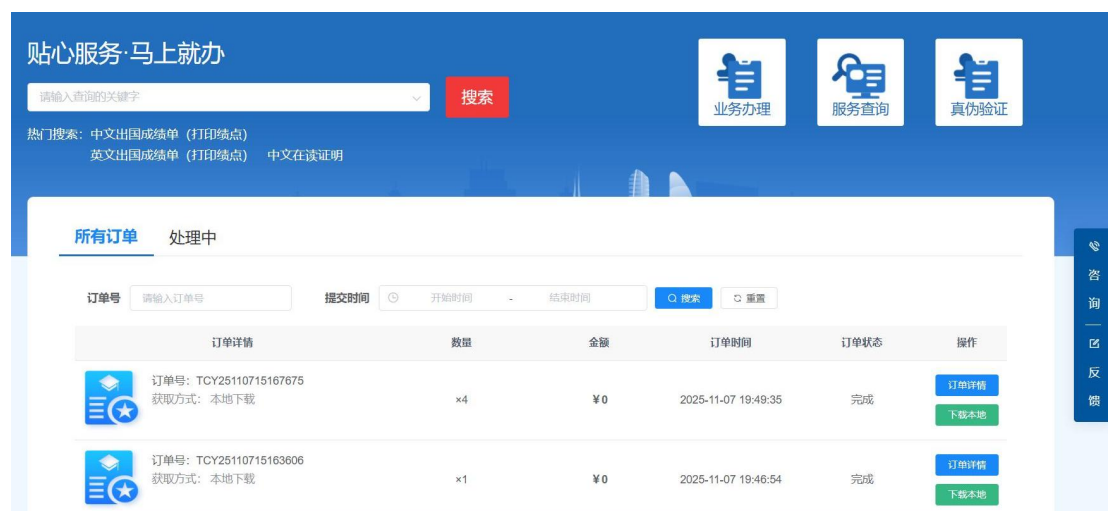 贴心服务·马上就办
请输入查询的关键字
搜索
业务办理
服务查询
真伪验证
热门搜索：中文出国成绩单（打印绩点）
英文出国成绩单（打印绩点） 中文在读证明
所有订单 处理中
订单号 请输入订单号 提交时间 开始时间 - 结束时间 搜索 重置
订单详情 数量 金额 订单时间 订单状态 操作
订单号：TCY25110715167675
获取方式：本地下载
×4 ¥0 2025-11-07 19:49:35 完成
订单详情
下载本地
订单号：TCY25110715163606
获取方式：本地下载
×1 ¥0 2025-11-07 19:46:54 完成
订单详情
下载本地
咨询
反馈